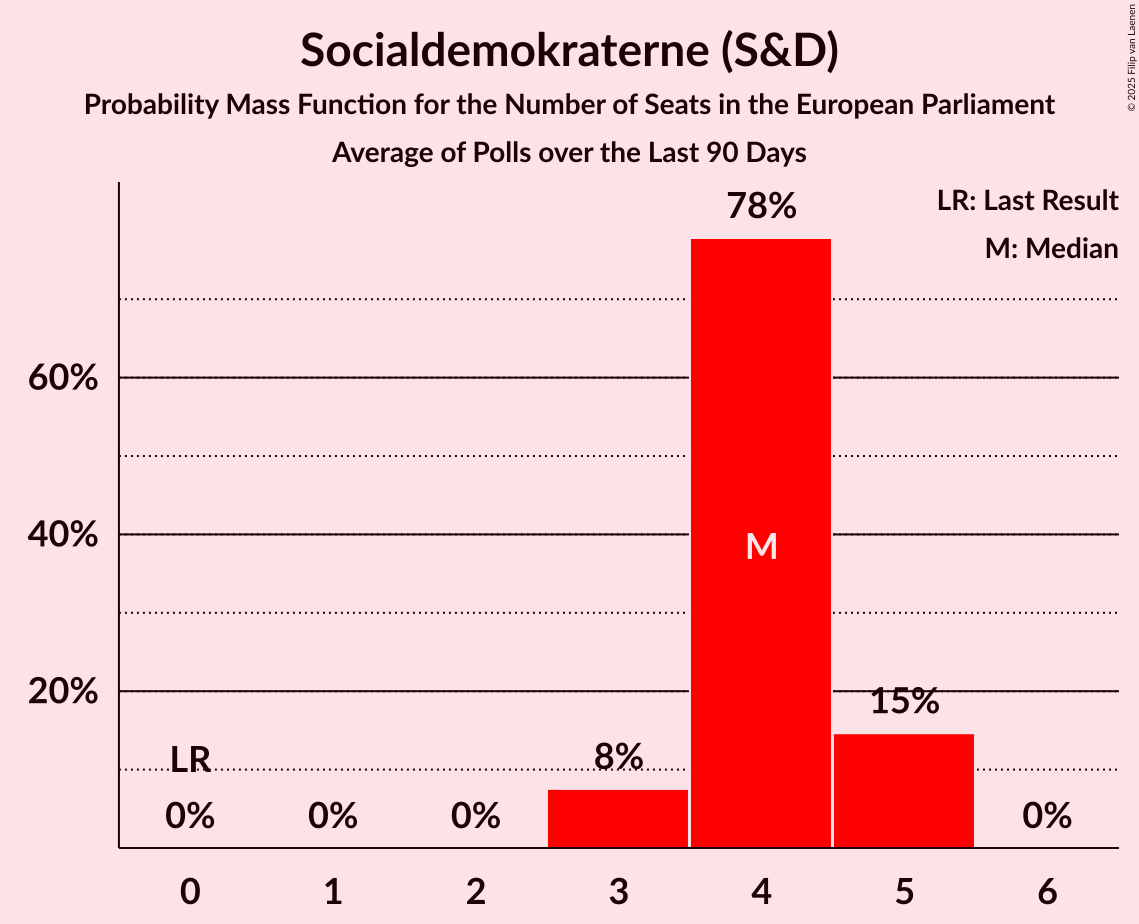 Socialdemokraterne (S&D)
Probability Mass Function for the Number of Seats in the European Parliament
Average of Polls over the Last 90 Days
© 2025 Filip van Laenen
LR: Last Result
M: Median
78%
60%
40%
M
20%
15%
LR
8%
0%
0%
0%
0%
0
1
2
3
4
5
6